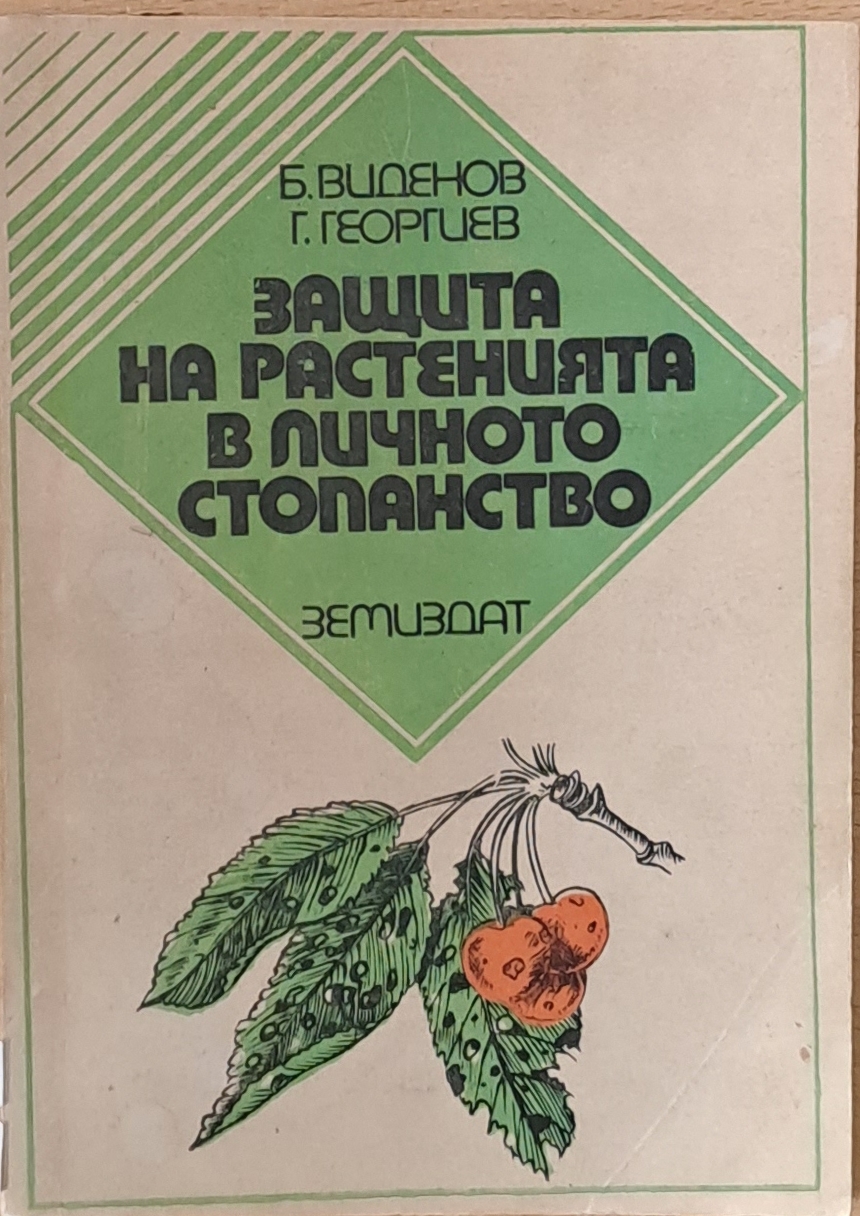 Б. ВИДЕНОВ
Г. ГЕОРГИЕВ
ЗАЩИТА
НА РАСТЕНИЯТА
В ЛИЧНОТО
СТОПАНСТВО
ЗЕМИЗДАТ